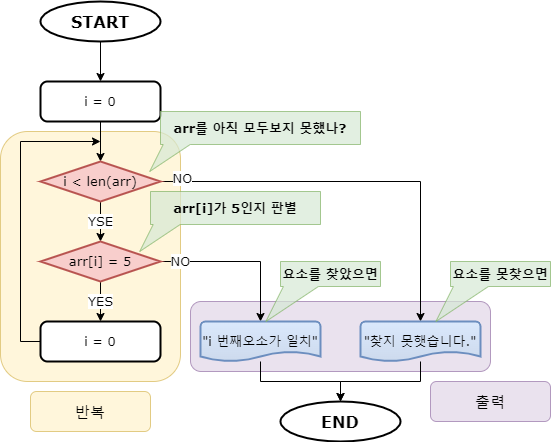 START
i = 0
arr를 아직 모두보지 못했나?
i < len(arr)
NO
YSE
arr[i]가 5인지 판별
arr[i] = 5
NO
YES
요소를 찾았으면
요소를 못찾으면
i = 0
"i 번째오소가 일치"
"찾지 못했습니다."
반복
출력
END